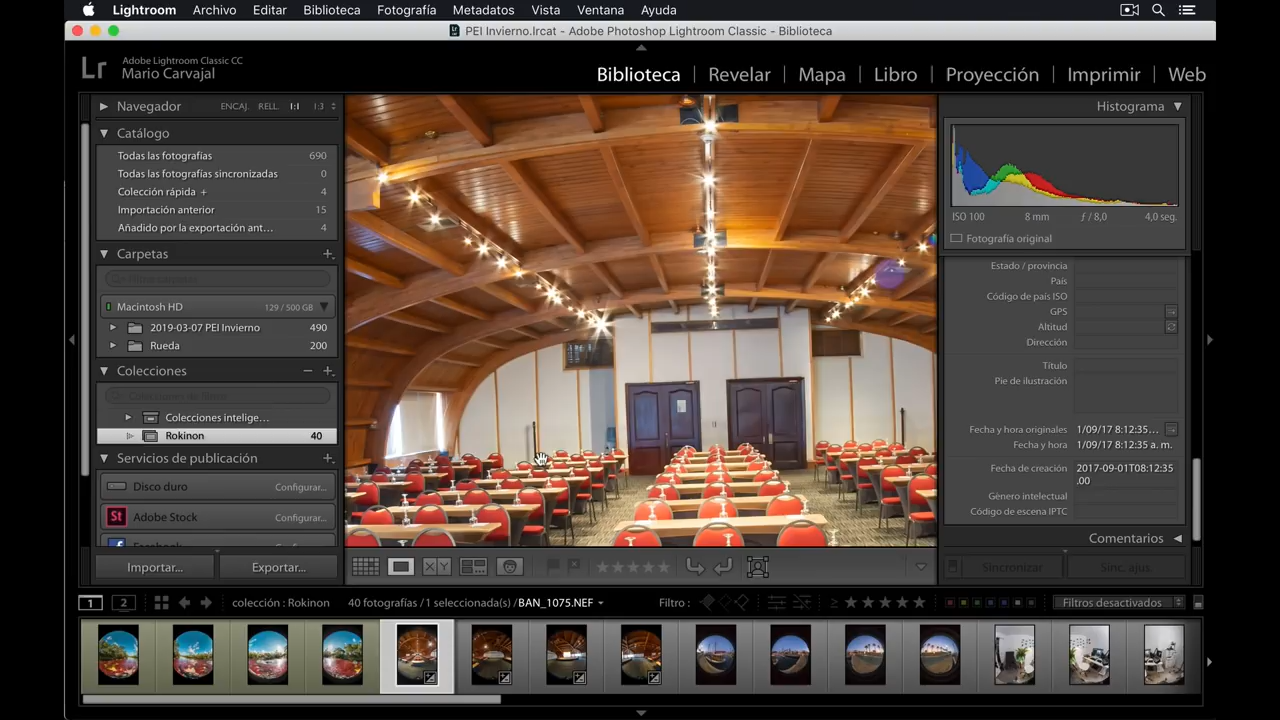 Lightroom Archivo Editar Biblioteca Fotografía Metadatos Vista Ventana Ayuda
PEI Invierno.lrcat - Adobe Photoshop Lightroom Classic - Biblioteca
Lr Adobe Lightroom Classic CC
Mario Carvajal
Biblioteca Revelar Mapa Libro Proyección Imprimir Web
Navegador ENCAJ. RELL. 1:1 1:3
Histograma
Catálogo
Todas las fotografías 690
Todas las fotografías sincronizadas 0
Colección rápida + 4
Importación anterior 15
Añadido por la exportación ant... 4
ISO 100 8 mm ƒ / 8,0 4,0 seg.
Fotografía original
Carpetas
Macintosh HD 129 / 500 GB
2019-03-07 PEI Invierno 490
Rueda 200
Colecciones
Colecciones intelige...
Rokinon 40
Servicios de publicación
Disco duro Configurar...
St Adobe Stock Configurar...
Estado / provincia
País
Código de país ISO
GPS
Altitud
Dirección
Título
Pie de ilustración
Fecha y hora originales 1/09/17 8:12:35...
Fecha y hora 1/09/17 8:12:35 a. m.
Fecha de creación 2017-09-01T08:12:35
.00
Género intelectual
Código de escena IPTC
Comentarios
Importar... Exportar...
XY
Sincronizar Sinc. ajus.
1 2 colección : Rokinon 40 fotografías / 1 seleccionada(s) / BAN_1075.NEF Filtro : Filtros desactivados